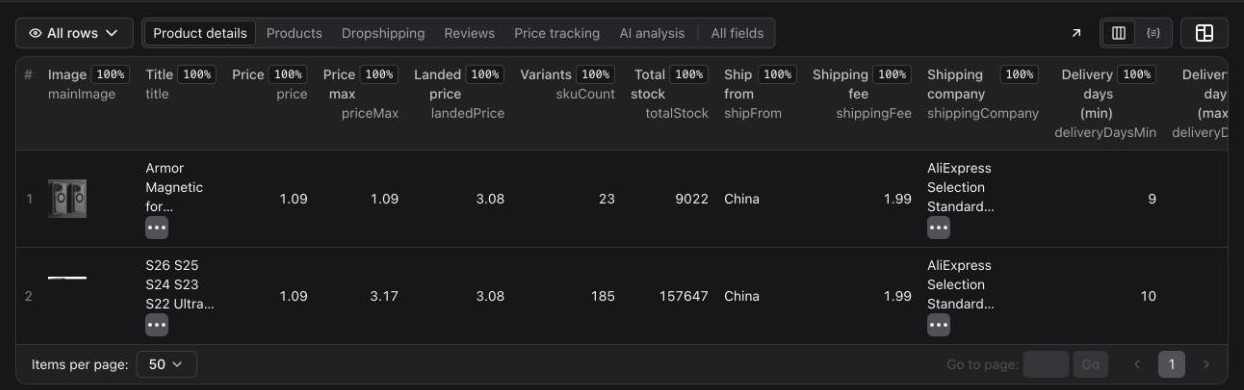 All rows
Product details Products Dropshipping Reviews Price tracking AI analysis All fields
# Image 100% Title 100% Price 100% Price 100% Landed 100% Variants 100% Total 100% Ship 100% Shipping 100% Shipping 100% Delivery 100% Deliver
mainImage title price max price skuCount stock from fee company days day
priceMax landedPrice totalStock shipFrom shippingFee shippingCompany (min) (max
deliveryDaysMin deliveryD
Armor
Magnetic
1 for... 1.09 1.09 3.08 23 9022 China 1.99 AliExpress Selection Standard... 9
S26 S25
S24 S23
2 S22 Ultra... 1.09 3.17 3.08 185 157647 China 1.99 AliExpress Selection Standard... 10
Items per page: 50 Go to page: Go 1